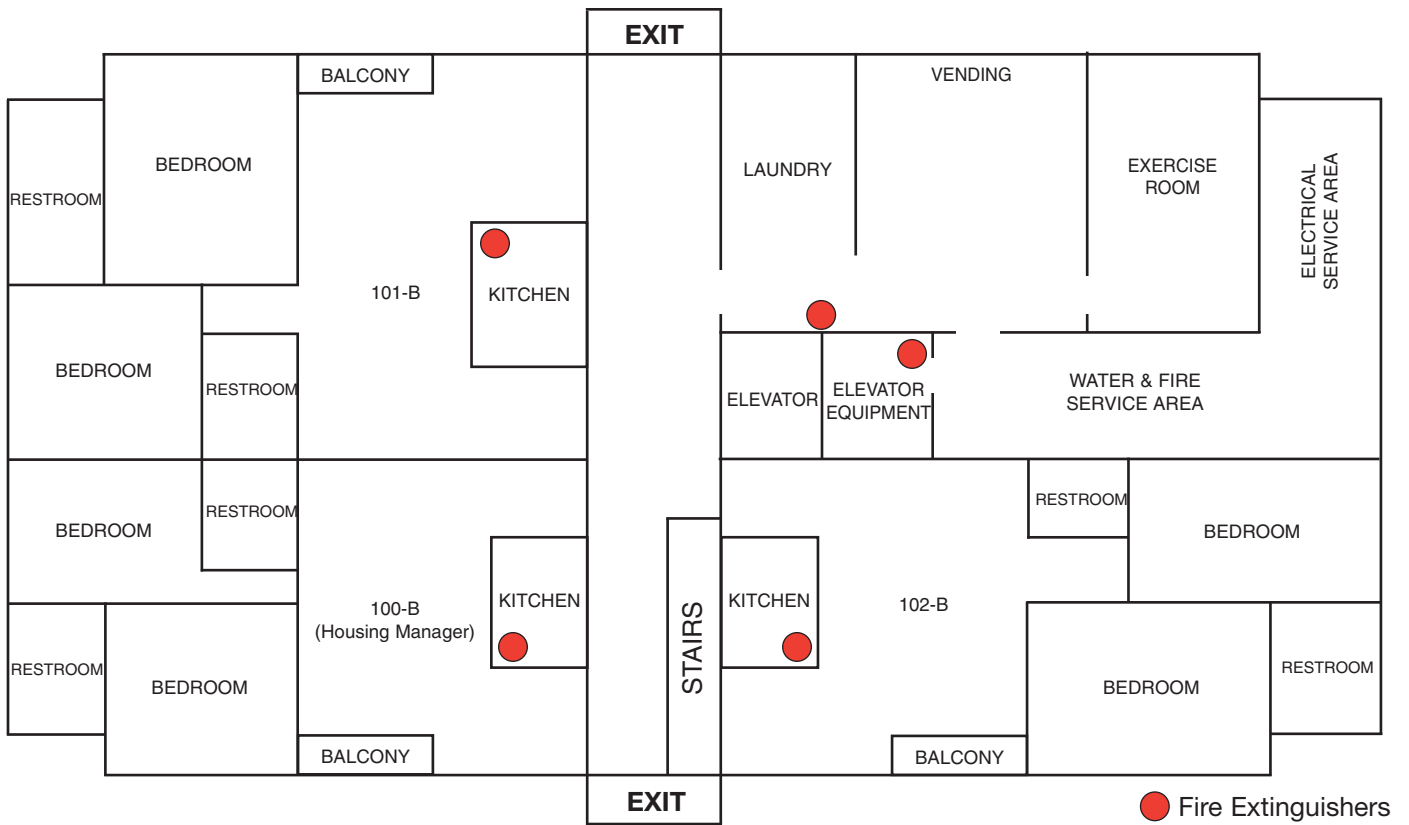 EXIT
BALCONY
VENDING
BEDROOM
LAUNDRY
EXERCISE
ROOM
RESTROOM
ELECTRICAL
SERVICE AREA
101-B
KITCHEN
BEDROOM
RESTROOM
ELEVATOR
ELEVATOR
EQUIPMENT
WATER & FIRE
SERVICE AREA
BEDROOM
RESTROOM
RESTROOM
BEDROOM
100-B
(Housing Manager)
KITCHEN
STAIRS
KITCHEN
102-B
RESTROOM
BEDROOM
BEDROOM
RESTROOM
BALCONY
BALCONY
EXIT
Fire Extinguishers